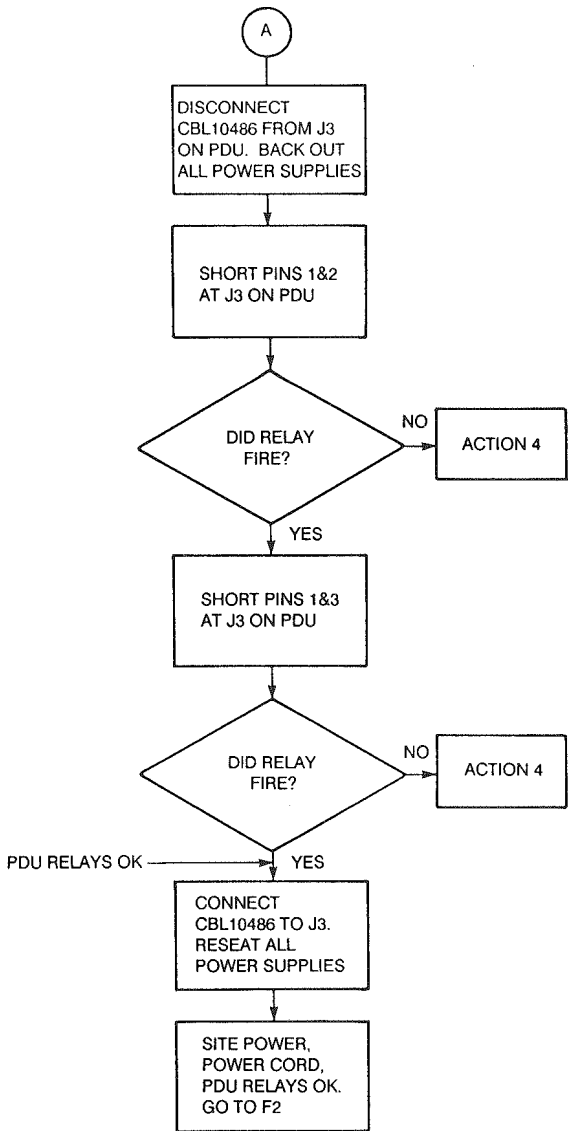 A
DISCONNECT
CBL10486 FROM J3
ON PDU. BACK OUT
ALL POWER SUPPLIES
SHORT PINS 1&2
AT J3 ON PDU
DID RELAY
FIRE?
NO
ACTION 4
YES
SHORT PINS 1&3
AT J3 ON PDU
DID RELAY
FIRE?
NO
ACTION 4
PDU RELAYS OK
YES
CONNECT
CBL10486 TO J3.
RESEAT ALL
POWER SUPPLIES
SITE POWER,
POWER CORD,
PDU RELAYS OK.
GO TO F2